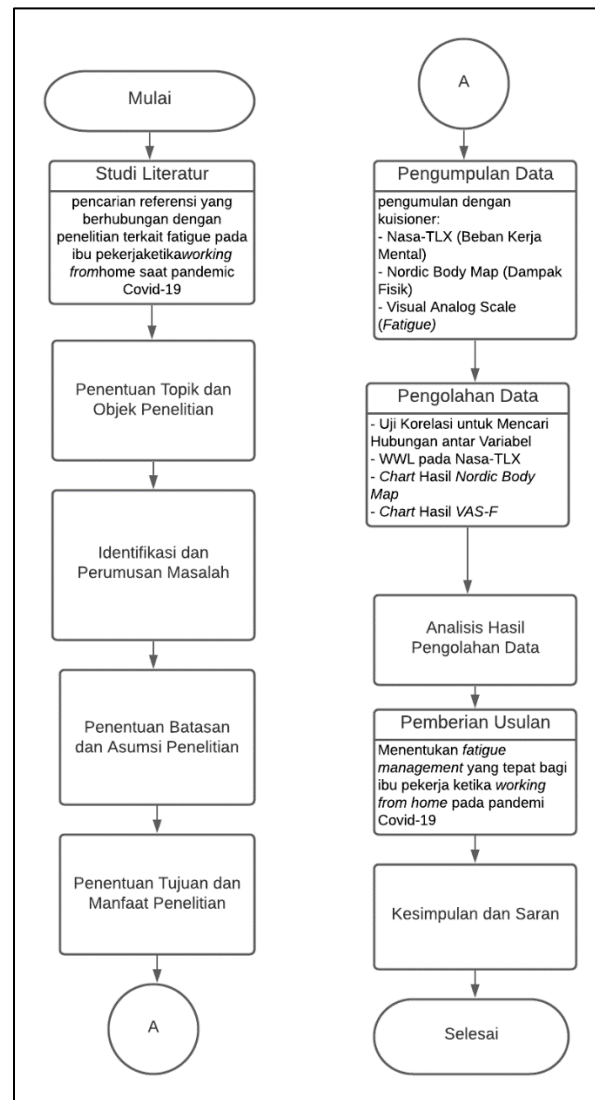 Mulai
Studi Literatur
pencarian referensi yang
berhubungan dengan
penelitian terkait fatigue pada
ibu pekerjaketikaworking
fromhome saat pandemic
Covid-19
Penentuan Topik dan
Objek Penelitian
Identifikasi dan
Perumusan Masalah
Penentuan Batasan
dan Asumsi Penelitian
Penentuan Tujuan dan
Manfaat Penelitian
A
A
Pengumpulan Data
pengumulan dengan
kuisioner:
- Nasa-TLX (Beban Kerja
Mental)
- Nordic Body Map (Dampak
Fisik)
- Visual Analog Scale
(Fatigue)
Pengolahan Data
- Uji Korelasi untuk Mencari
Hubungan antar Variabel
- WWL pada Nasa-TLX
- Chart Hasil Nordic Body
Map
- Chart Hasil VAS-F
Analisis Hasil
Pengolahan Data
Pemberian Usulan
Menentukan fatigue
management yang tepat bagi
ibu pekerja ketika working
from home pada pandemi
Covid-19
Kesimpulan dan Saran
Selesai